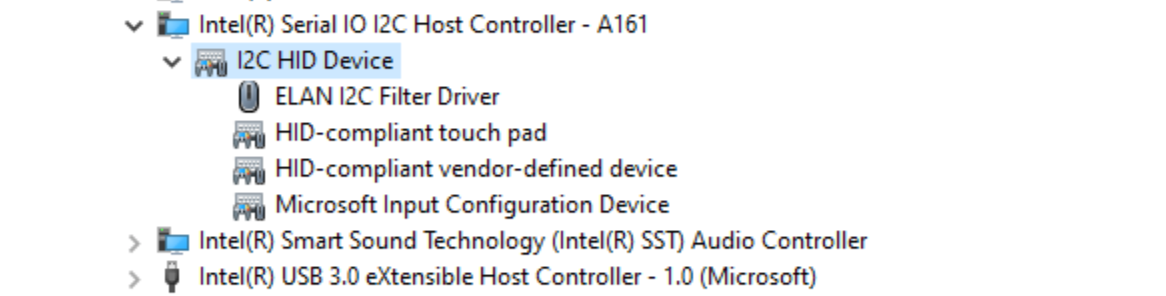 Intel(R) Serial IO I2C Host Controller - A161
I2C HID Device
ELAN I2C Filter Driver
HID-compliant touch pad
HID-compliant vendor-defined device
Microsoft Input Configuration Device
Intel(R) Smart Sound Technology (Intel(R) SST) Audio Controller
Intel(R) USB 3.0 eXtensible Host Controller - 1.0 (Microsoft)